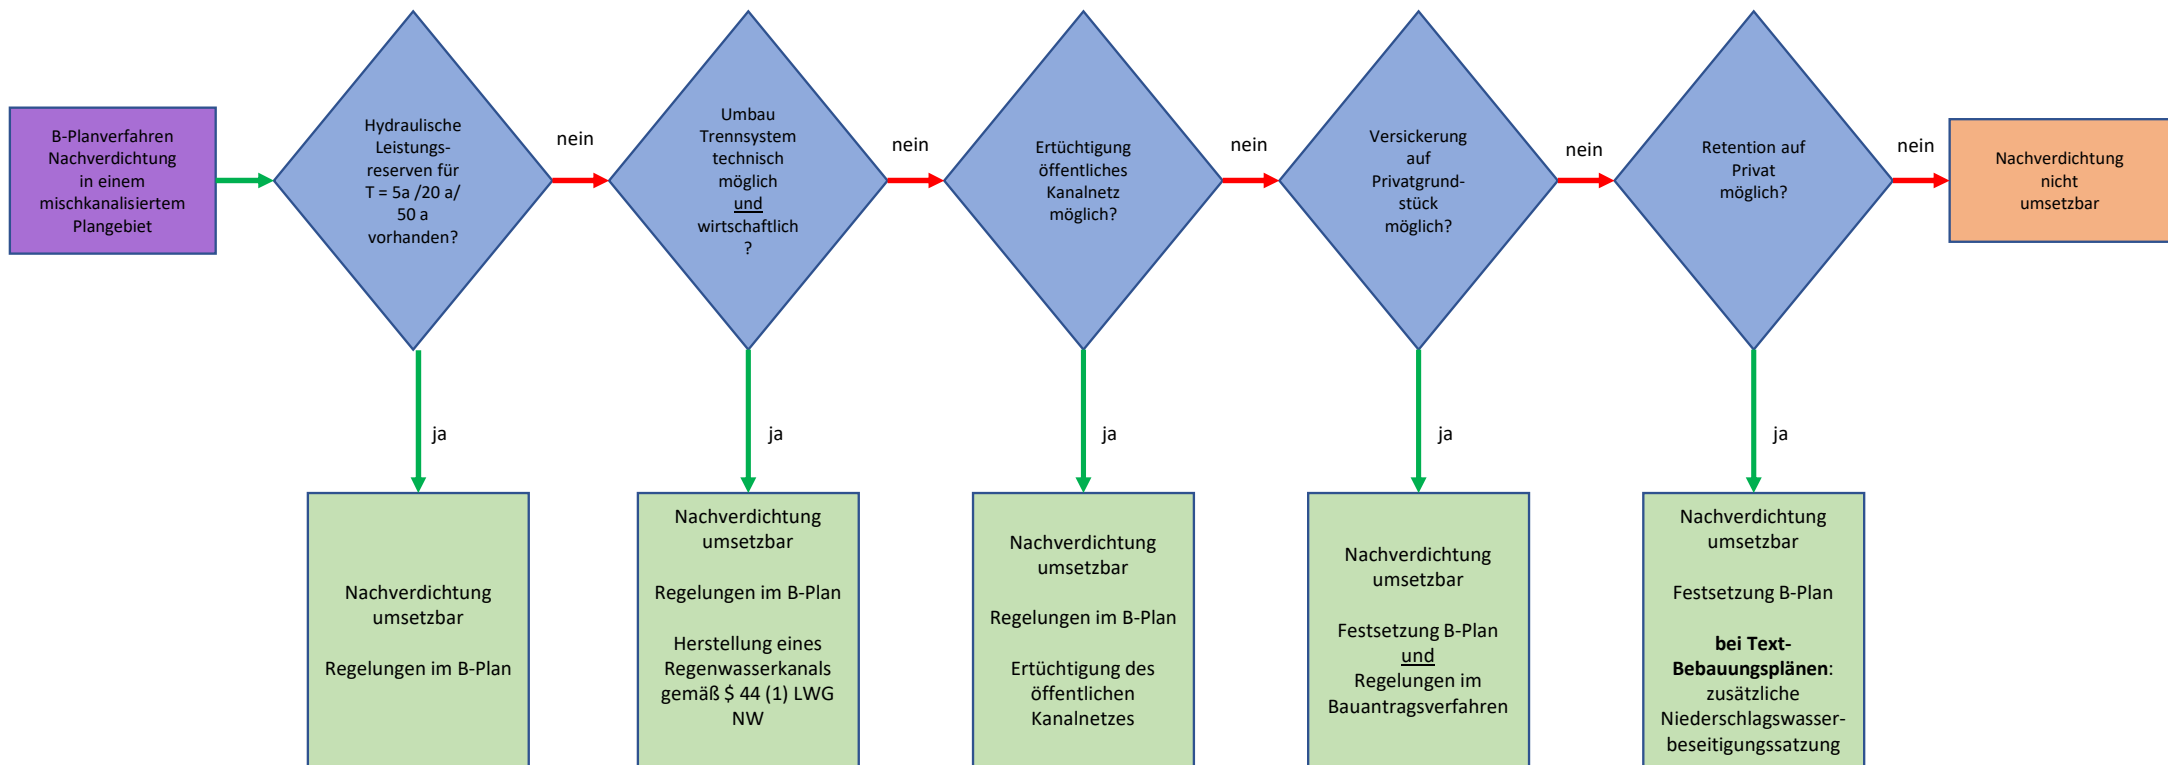 B-Planverfahren
Nachverdichtung
in einem
mischkanalisiertem
Plangebiet
Hydraulische
Leistungs-
reserven für
T = 5a /20 a/
50 a
vorhanden?
nein
Umbau
Trennsystem
technisch
möglich
und
wirtschaftlich
?
nein
Ertüchtigung
öffentliches
Kanalnetz
möglich?
nein
Versickerung
auf
Privatgrund-
stück
möglich?
nein
Retention auf
Privat
möglich?
nein
Nachverdichtung
nicht
umsetzbar
ja
ja
ja
ja
ja
Nachverdichtung
umsetzbar
Regelungen im B-Plan
Nachverdichtung
umsetzbar
Regelungen im B-Plan
Herstellung eines
Regenwasserkanals
gemäß $ 44 (1) LWG
NW
Nachverdichtung
umsetzbar
Regelungen im B-Plan
Ertüchtigung des
öffentlichen
Kanalnetzes
Nachverdichtung
umsetzbar
Festsetzung B-Plan
und
Regelungen im
Bauantragsverfahren
Nachverdichtung
umsetzbar
Festsetzung B-Plan
bei Text-
Bebauungsplänen:
zusätzliche
Niederschlagswasser-
beseitigungssatzung